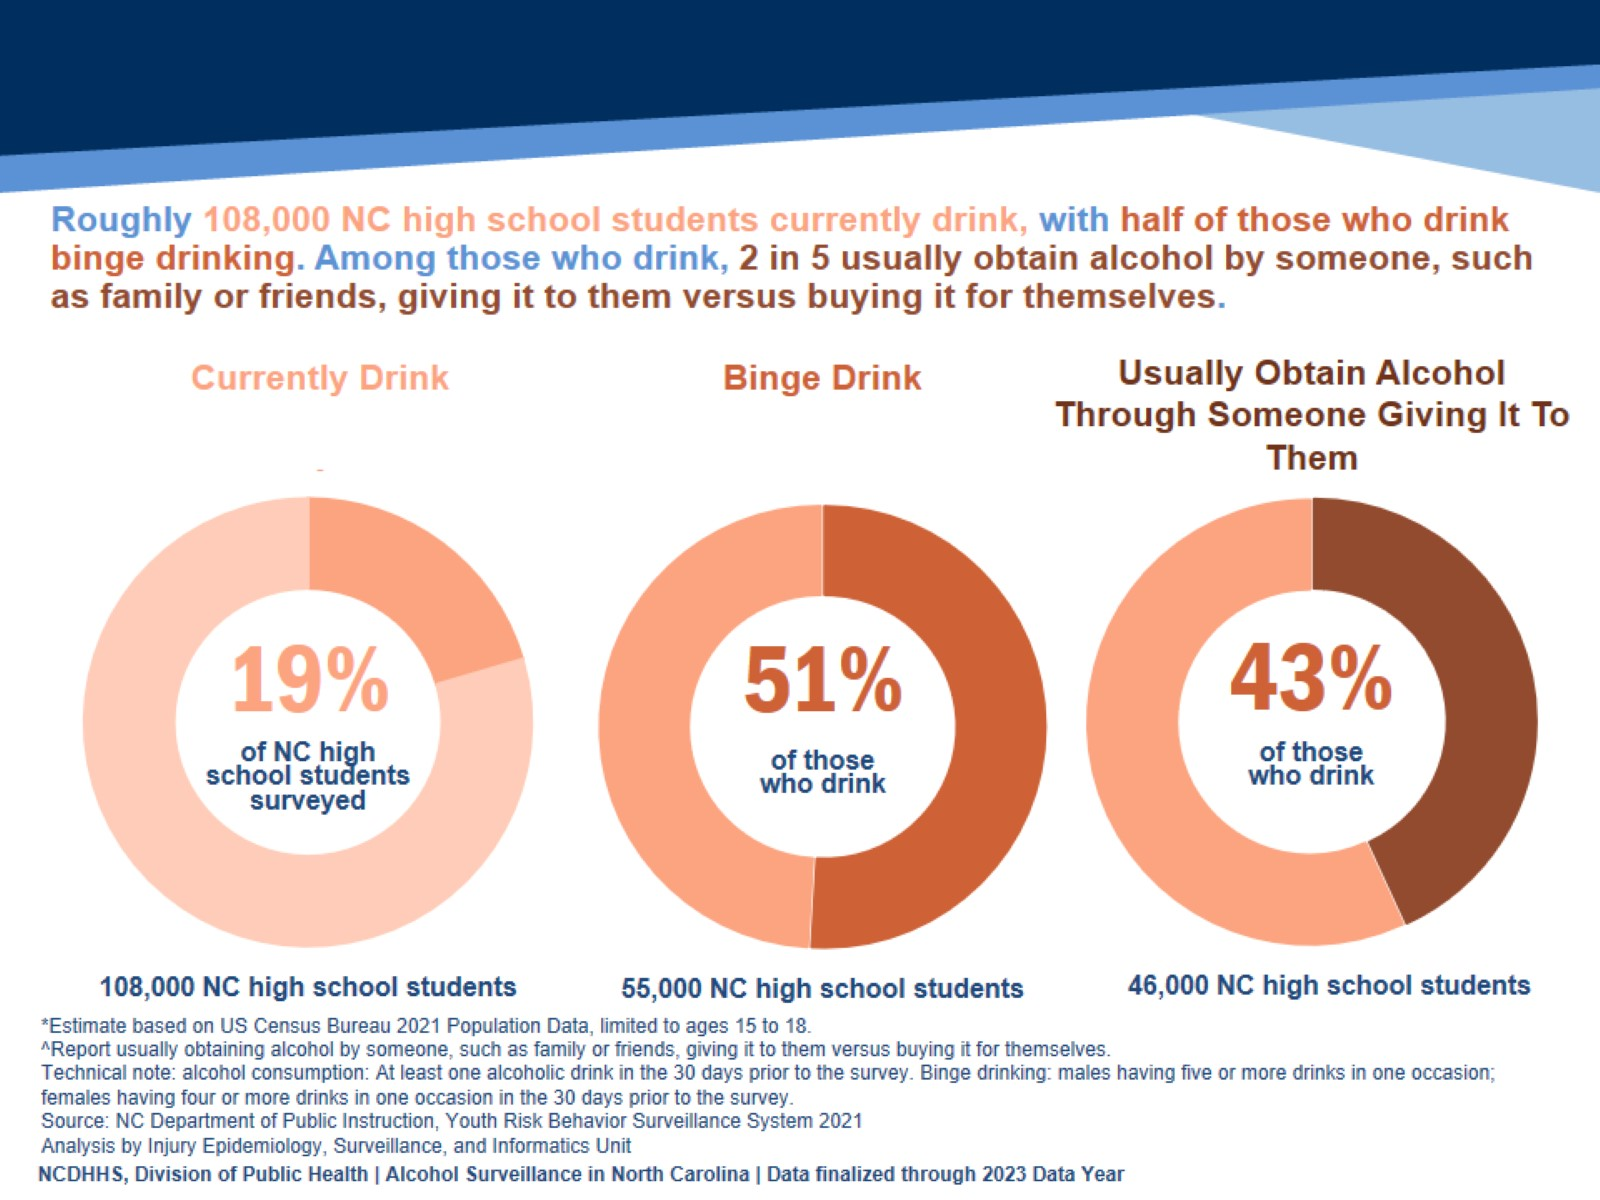 Roughly 108,000 NC high school students currently drink, with half of those who drink
binge drinking. Among those who drink, 2 in 5 usually obtain alcohol by someone, such
as family or friends, giving it to them versus buying it for themselves.
Currently Drink
Binge Drink
Usually Obtain Alcohol
Through Someone Giving It To
Them
19%
of NC high
school students
surveyed
51%
of those
who drink
43%
of those
who drink
108,000 NC high school students
55,000 NC high school students
46,000 NC high school students
*Estimate based on US Census Bureau 2021 Population Data, limited to ages 15 to 18.
^Report usually obtaining alcohol by someone, such as family or friends, giving it to them versus buying it for themselves.
Technical note: alcohol consumption: At least one alcoholic drink in the 30 days prior to the survey. Binge drinking: males having five or more drinks in one occasion;
females having four or more drinks in one occasion in the 30 days prior to the survey.
Source: NC Department of Public Instruction, Youth Risk Behavior Surveillance System 2021
Analysis by Injury Epidemiology, Surveillance, and Informatics Unit
NCDHHS, Division of Public Health | Alcohol Surveillance in North Carolina | Data finalized through 2023 Data Year